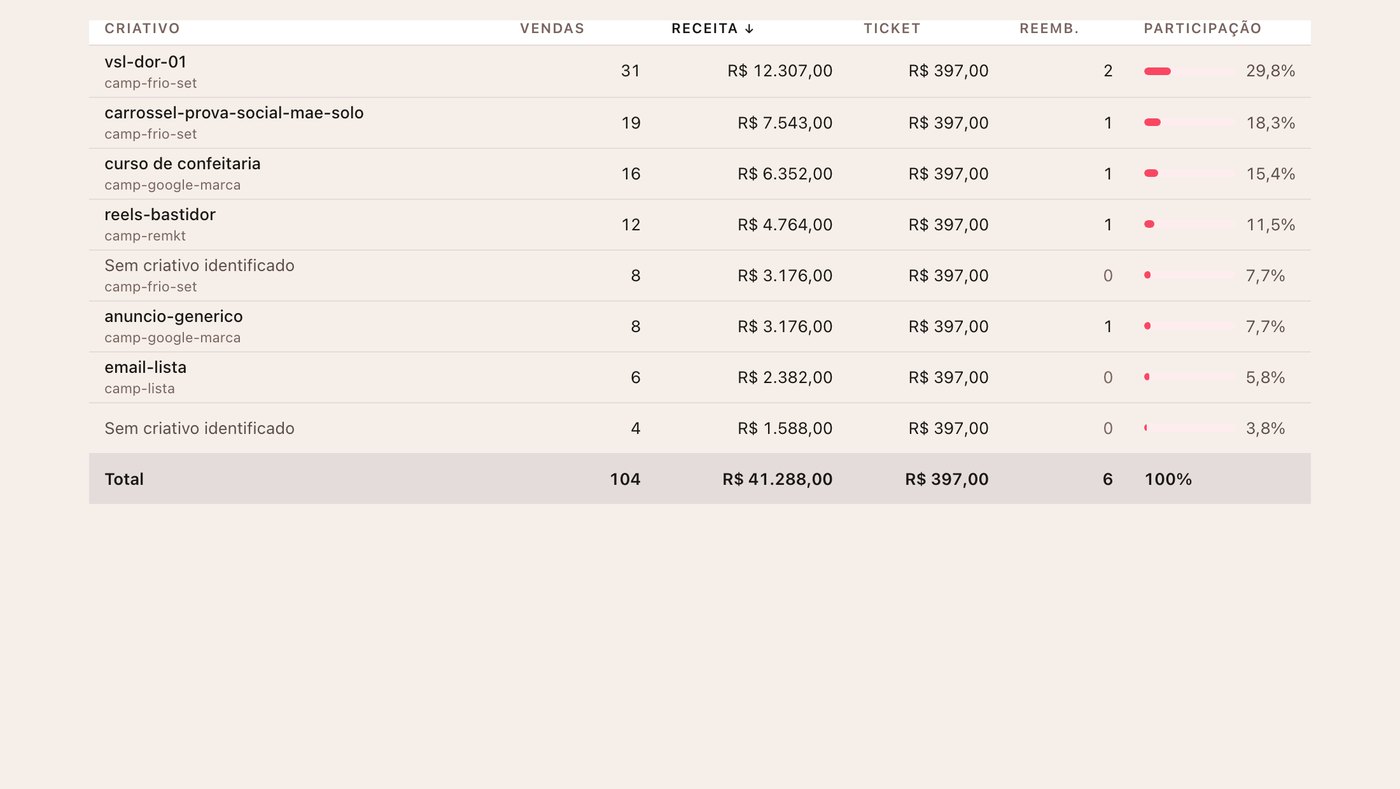 CRIATIVO VENDAS RECEITA ↓ TICKET REEMB. PARTICIPAÇÃO
vsl-dor-01
camp-frio-set
31 R$ 12.307,00 R$ 397,00 2 29,8%
carrossel-prova-social-mae-solo
camp-frio-set
19 R$ 7.543,00 R$ 397,00 1 18,3%
curso de confeitaria
camp-google-marca
16 R$ 6.352,00 R$ 397,00 1 15,4%
reels-bastidor
camp-remkt
12 R$ 4.764,00 R$ 397,00 1 11,5%
Sem criativo identificado
camp-frio-set
8 R$ 3.176,00 R$ 397,00 0 7,7%
anuncio-generico
camp-google-marca
8 R$ 3.176,00 R$ 397,00 1 7,7%
email-lista
camp-lista
6 R$ 2.382,00 R$ 397,00 0 5,8%
Sem criativo identificado 4 R$ 1.588,00 R$ 397,00 0 3,8%
Total 104 R$ 41.288,00 R$ 397,00 6 100%